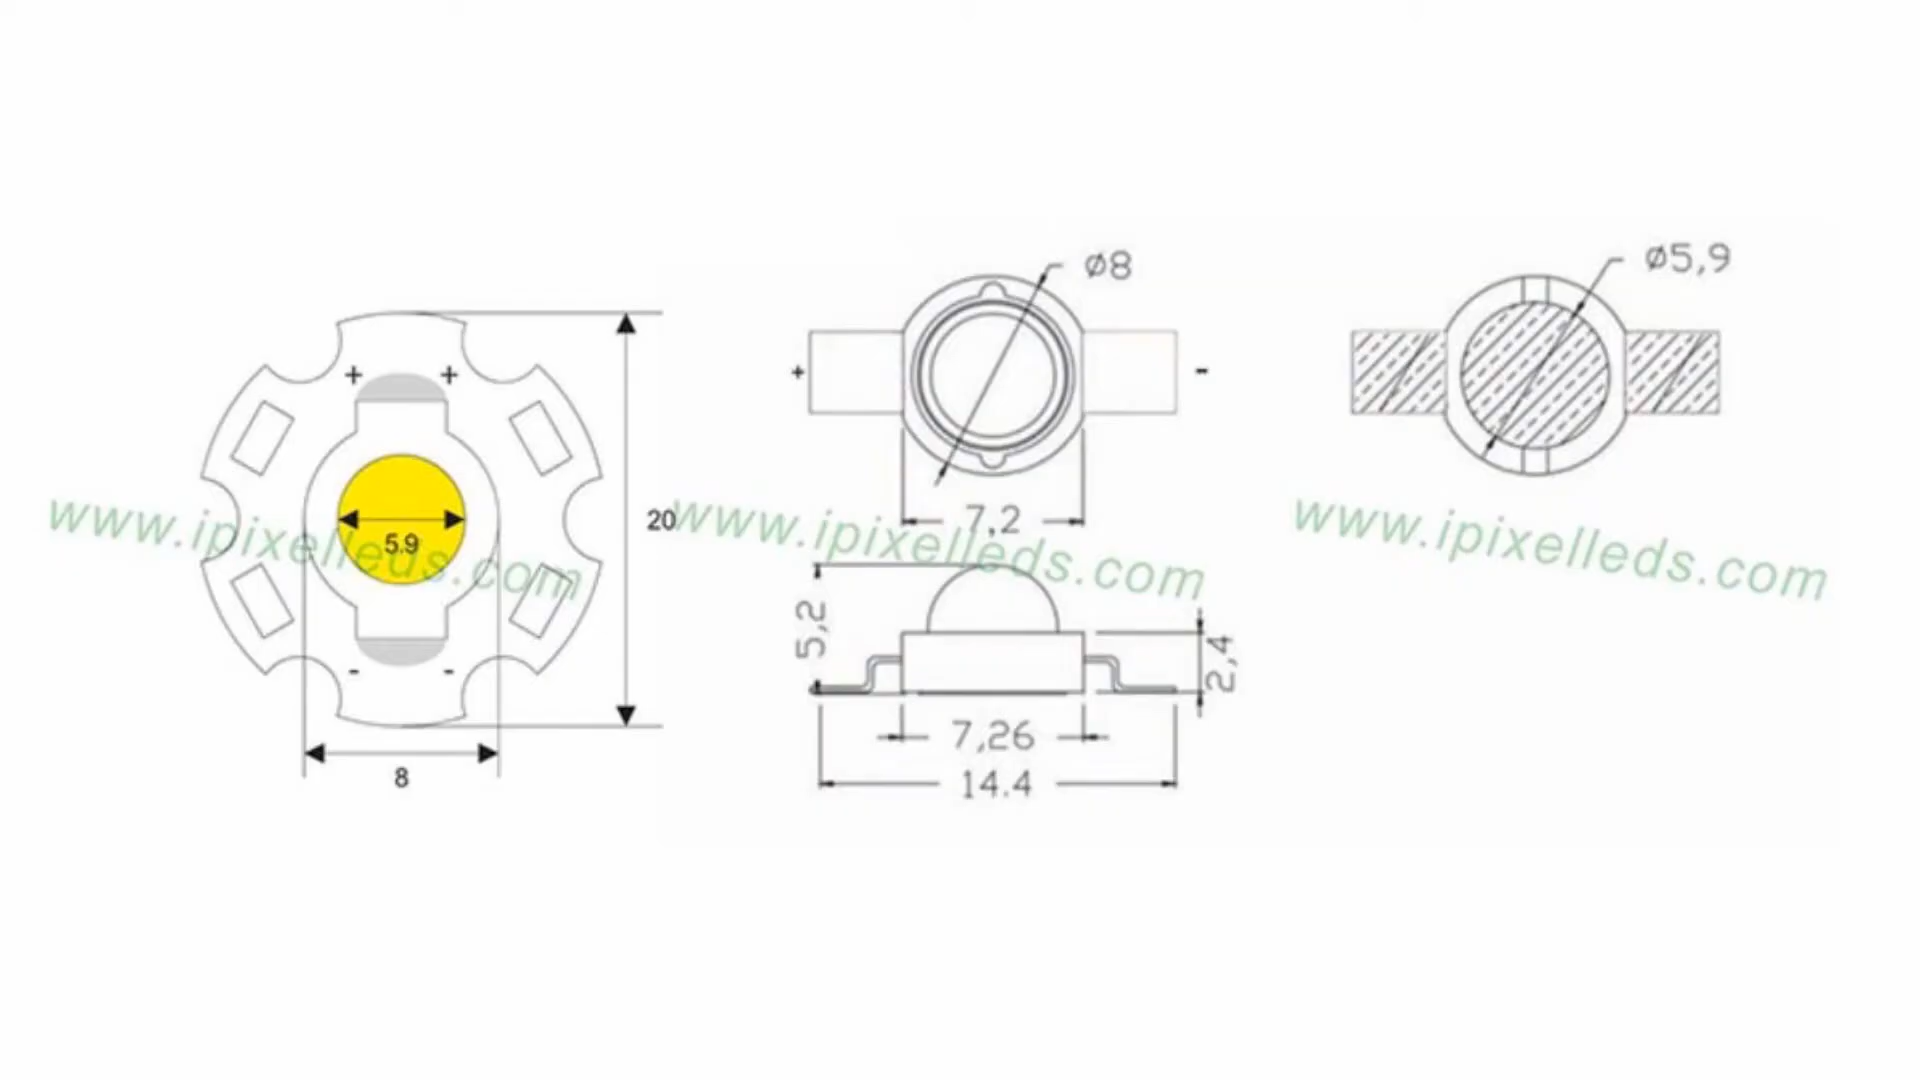 Ø8
Ø5,9
+ +
+ -
20
5.9
7,2
www.ipixelleds.com
www.ipixelleds.com
www.ipixelleds.com
5,2
2,4
- -
7,26
8
14.4